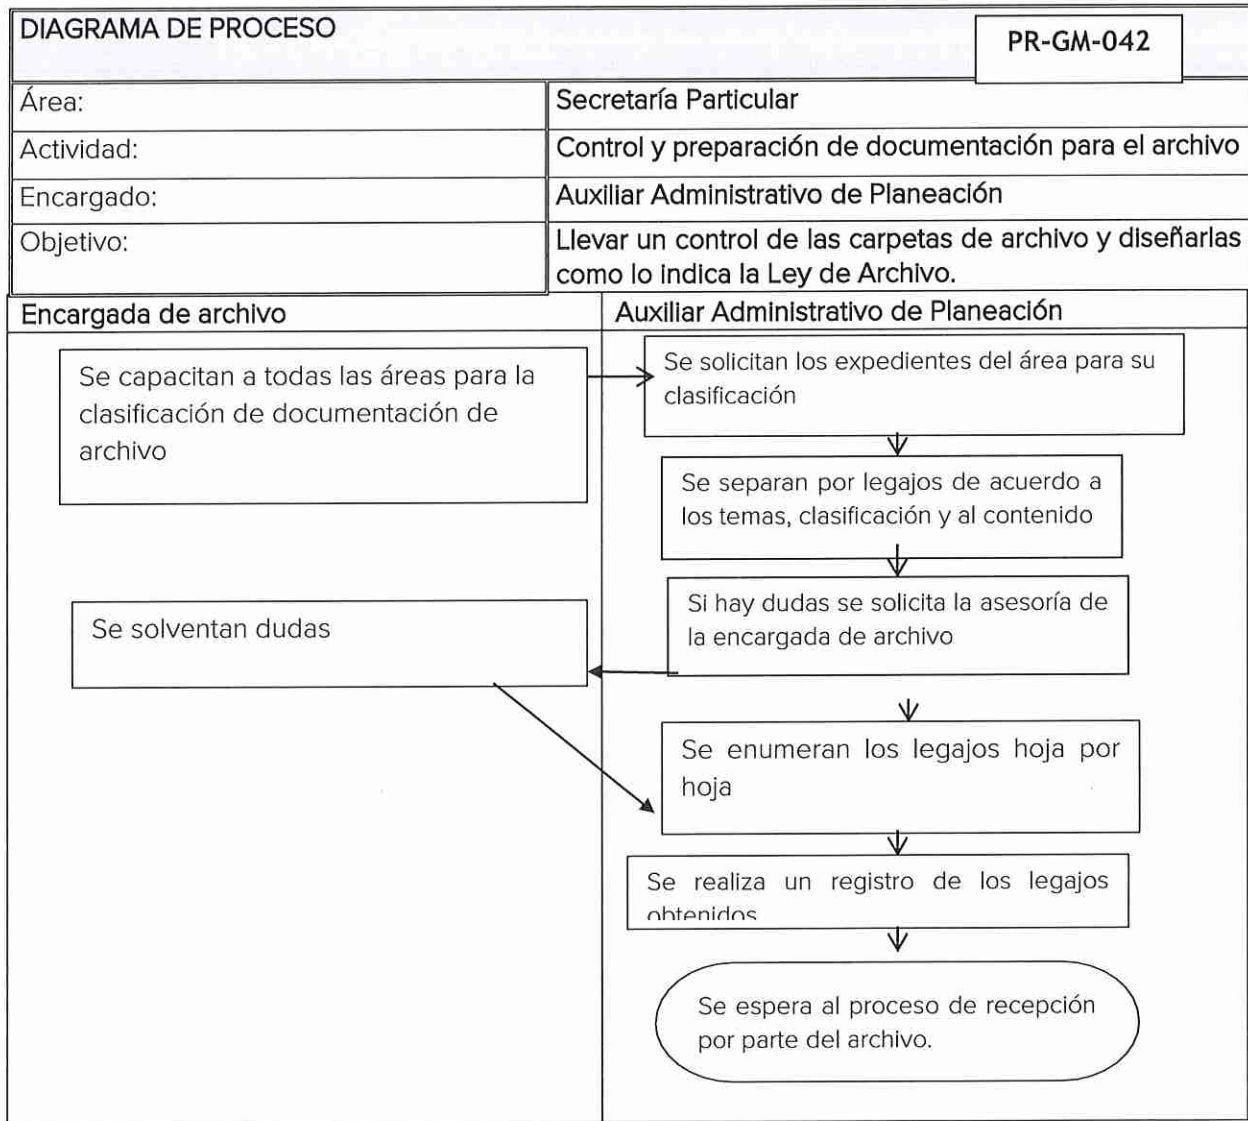 DIAGRAMA DE PROCESO
PR-GM-042
Área:
Secretaría Particular
Actividad:
Control y preparación de documentación para el archivo
Encargado:
Auxiliar Administrativo de Planeación
Objetivo:
Llevar un control de las carpetas de archivo y diseñarlas
como lo indica la Ley de Archivo.
Encargada de archivo
Auxiliar Administrativo de Planeación
Se capacitan a todas las áreas para la
clasificación de documentación de
archivo
Se solicitan los expedientes del área para su
clasificación
Se separan por legajos de acuerdo a
los temas, clasificación y al contenido
Si hay dudas se solicita la asesoría de
la encargada de archivo
Se solventan dudas
Se enumeran los legajos hoja por
hoja
Se realiza un registro de los legajos
obtenidos
Se espera al proceso de recepción
por parte del archivo.